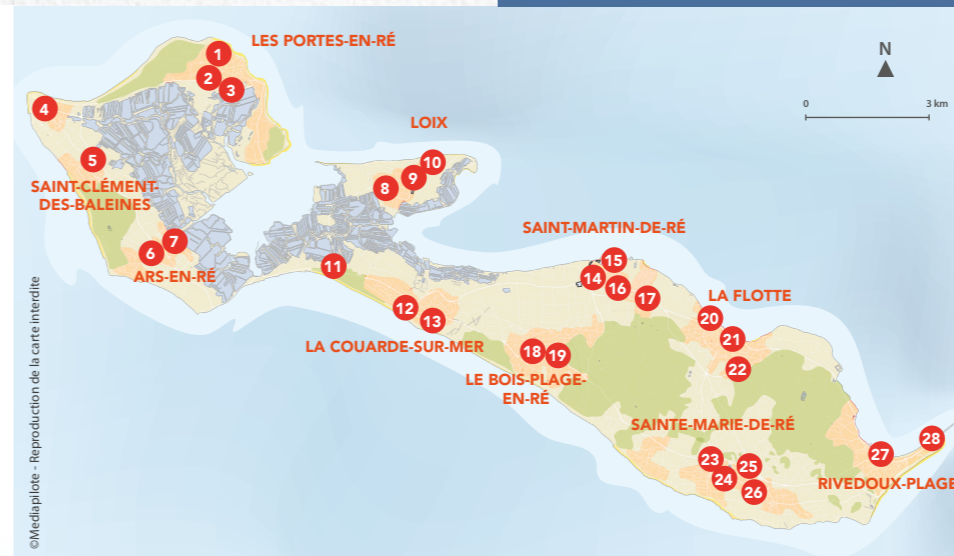 LES PORTES-EN-RÉ
1
2
3
N
0
3 km
4
LOIX
10
9
8
5
SAINT-CLÉMENT-
DES-BALEINES
7
6
ARS-EN-RÉ
SAINT-MARTIN-DE-RÉ
15
14
16
17
11
LA FLOTTE
20
21
22
12
13
LA COUARDE-SUR-MER
18
19
LE BOIS-PLAGE-
EN-RÉ
SAINTE-MARIE-DE-RÉ
23
25
24
26
28
27
RIVEDOUX-PLAGE
©Mediapilote - Reproduction de la carte interdite